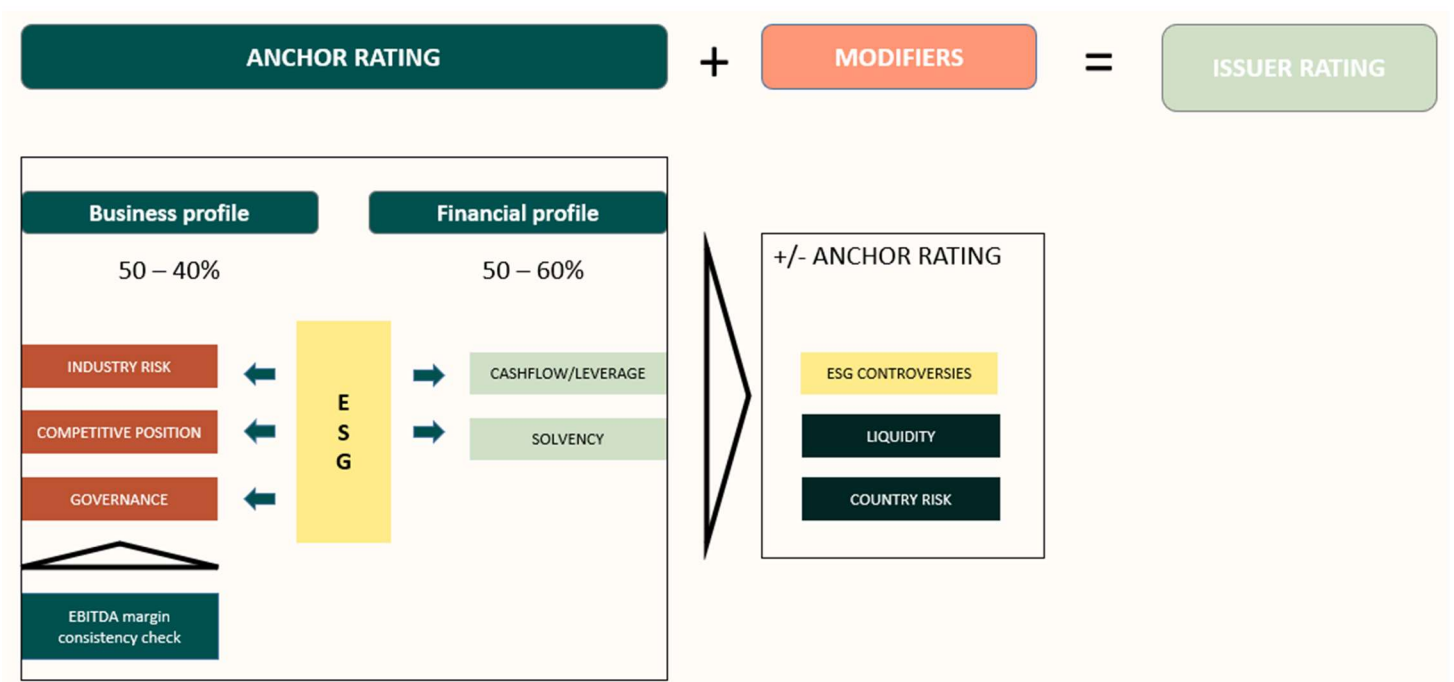 ANCHOR RATING
+
MODIFIERS
=
ISSUER RATING
Business profile
Financial profile
50 – 40%
50 – 60%
INDUSTRY RISK
COMPETITIVE POSITION
GOVERNANCE
E
S
G
CASHFLOW/LEVERAGE
SOLVENCY
EBITDA margin
consistency check
+/- ANCHOR RATING
ESG CONTROVERSIES
LIQUIDITY
COUNTRY RISK